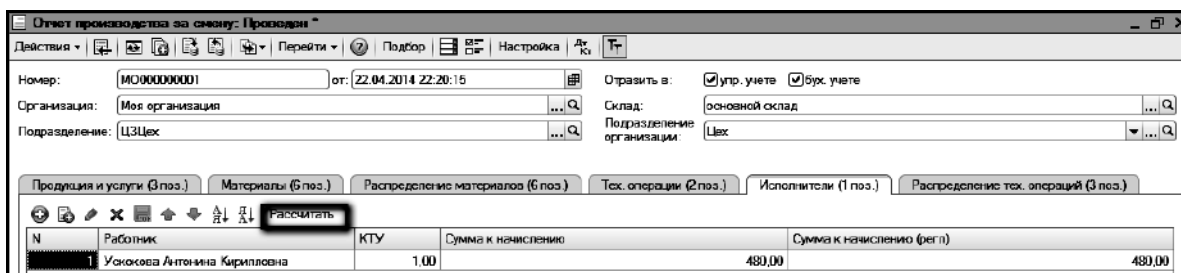 Отчет производства за смену: Проведен *
Действия Перейти Подбор Настройка Дт Кт
Номер: МО000000001 от: 22.04.2014 22:20:15 Отразить в: упр. учете бух. учете
Организация: Моя организация ... Склад: основной склад ...
Подразделение: ЦЗЦех ... Подразделение организации: Цех ...
Продукция и услуги (3 поз.) Материалы (6 поз.) Распределение материалов (6 поз.) Тех. операции (2 поз.) Исполнители (1 поз.) Распределение тех. операций (3 поз.)
Рассчитать
N Работник КТУ Сумма к начислению Сумма к начислению (регл)
1 Ускокова Антонина Кирилловна 1,00 480,00 480,00